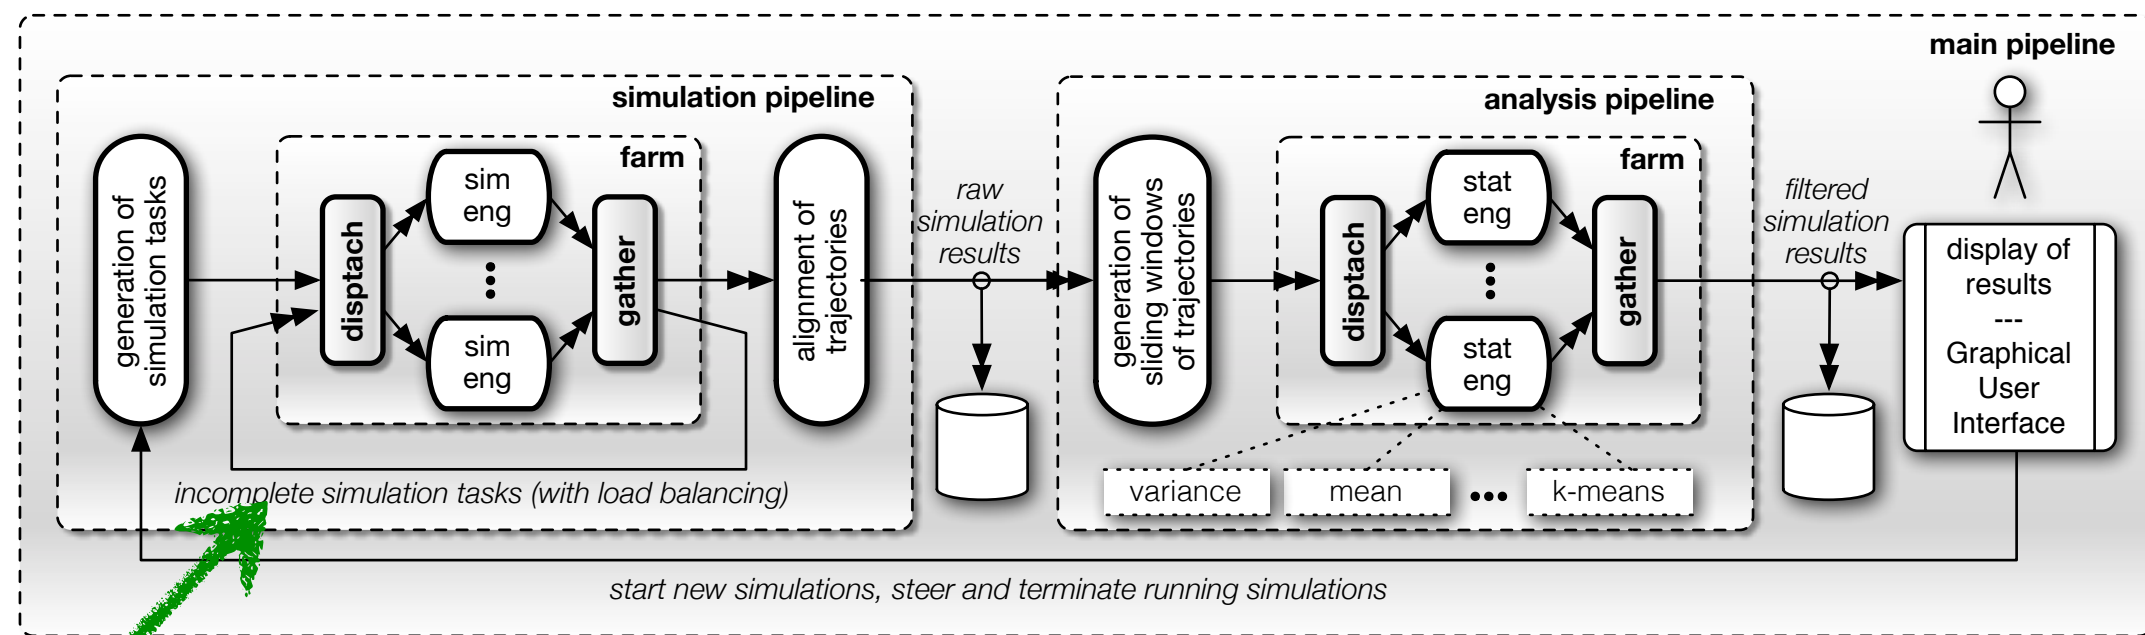 main pipeline
simulation pipeline
generation of
simulation tasks
farm
disptach
sim
eng
...
sim
eng
gather
alignment of
trajectories
incomplete simulation tasks (with load balancing)
raw
simulation
results
analysis pipeline
generation of
sliding windows
of trajectories
farm
disptach
stat
eng
...
stat
eng
gather
variance
mean
...
k-means
filtered
simulation
results
display of
results
---
Graphical
User
Interface
start new simulations, steer and terminate running simulations